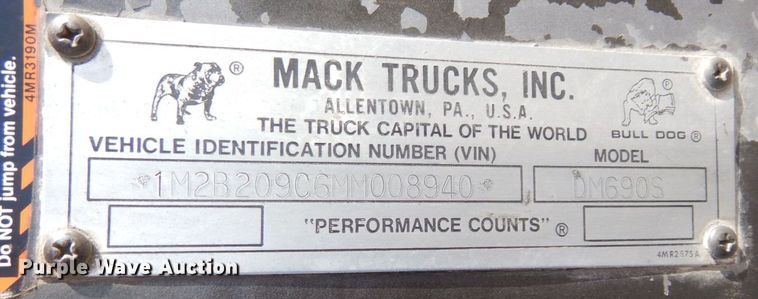 Do NOT jump from vehicle.
4MR3190M
®
MACK TRUCKS, INC.
ALLENTOWN, PA., U.S.A.
THE TRUCK CAPITAL OF THE WORLD
BULL DOG ®
VEHICLE IDENTIFICATION NUMBER (VIN)
MODEL
1M2B209C6MM008940
DM690S
"PERFORMANCE COUNTS" ®
4MR2575A
Purple Wave Auction